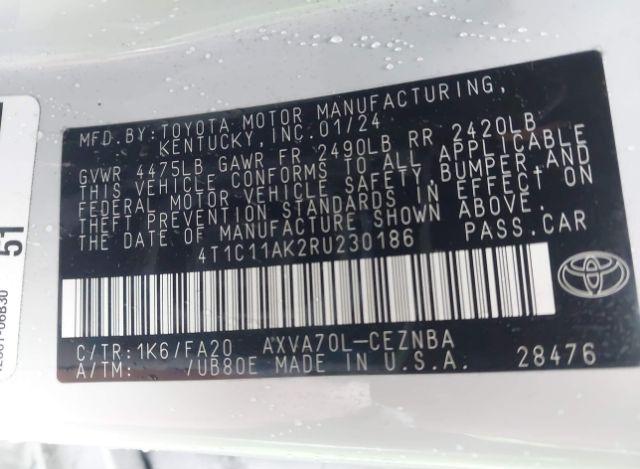 MFD.BY:TOYOTA MOTOR MANUFACTURING,
KENTUCKY,INC.01/24
GVWR 4475LB GAWR FR 2490LB RR 2420LB
THIS VEHICLE CONFORMS TO ALL APPLICABLE
FEDERAL MOTOR VEHICLE SAFETY, BUMPER,AND
THEFT PREVENTION STANDARDS IN EFFECT ON
THE DATE OF MANUFACTURE SHOWN ABOVE.
4T1C11AK2RU230186 PASS.CAR
C/TR:1K6/FA20 AXVA70L-CEZNBA
A/TM: /UB80E MADE IN U.S.A. 28476
51